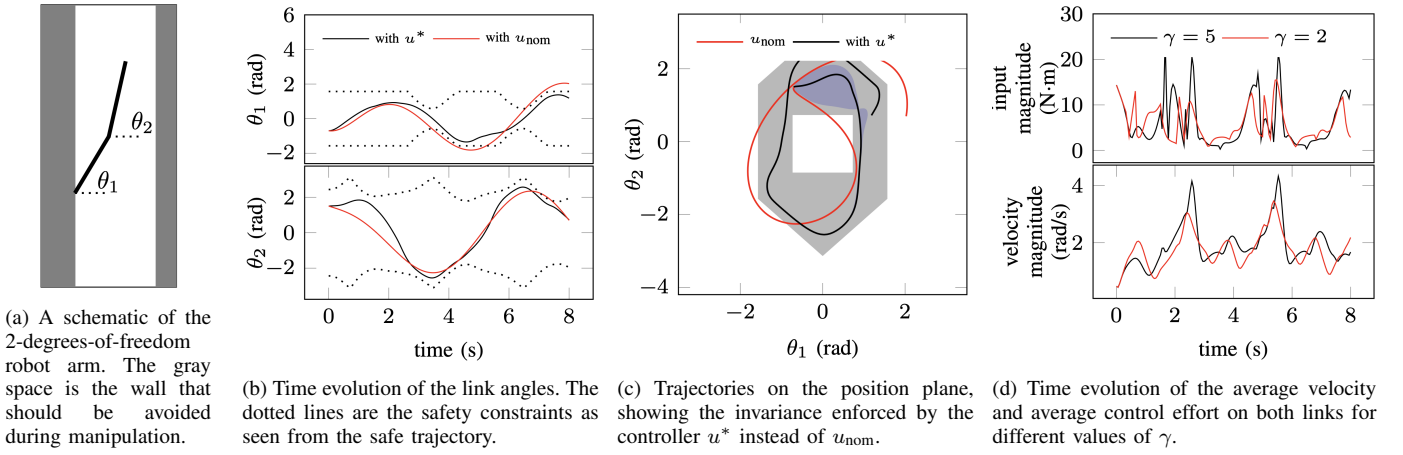 θ₂
θ₁
(a) A schematic of the
2-degrees-of-freedom
robot arm. The gray
space is the wall that
should be avoided
during manipulation.
6
4
2
0
−2
θ₁ (rad)
with u*
with uₙₒₘ
2
0
−2
θ₂ (rad)
0 2 4 6 8
time (s)
(b) Time evolution of the link angles. The
dotted lines are the safety constraints as
seen from the safe trajectory.
uₙₒₘ
with u*
2
0
−2
−4
θ₂ (rad)
−2 0 2
θ₁ (rad)
(c) Trajectories on the position plane,
showing the invariance enforced by the
controller u* instead of uₙₒₘ.
30
20
10
0
input
magnitude
(N·m)
γ = 5
γ = 2
4
2
velocity
magnitude
(rad/s)
0 2 4 6 8
time (s)
(d) Time evolution of the average velocity
and average control effort on both links for
different values of γ.